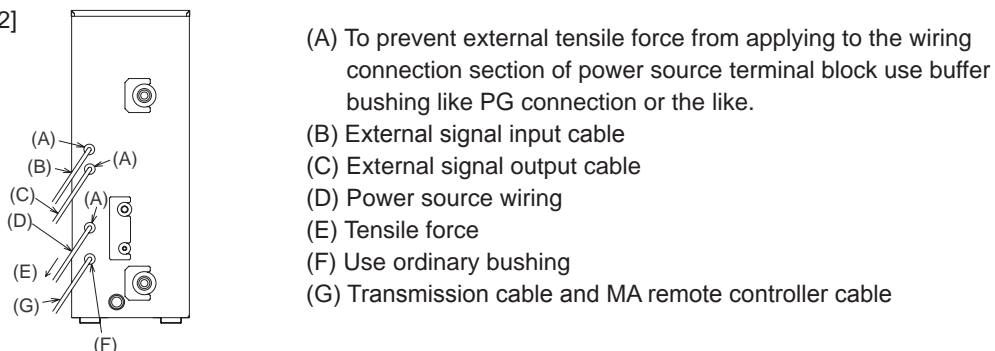 2]
(A)
(B)
(A)
(C)
(A)
(D)
(E)
(G)
(F)
(A) To prevent external tensile force from applying to the wiring
connection section of power source terminal block use buffer
bushing like PG connection or the like.
(B) External signal input cable
(C) External signal output cable
(D) Power source wiring
(E) Tensile force
(F) Use ordinary bushing
(G) Transmission cable and MA remote controller cable